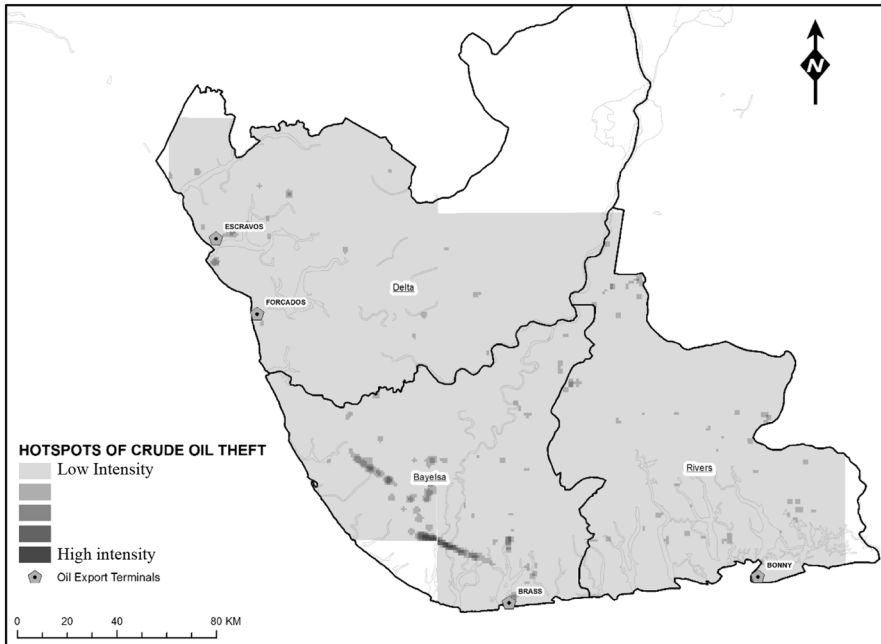 N
ESCRAVOS
Delta
FORCADOS
HOTSPOTS OF CRUDE OIL THEFT
Low Intensity
High intensity
Oil Export Terminals
Bayelsa
Rivers
BONNY
BRASS
0 20 40 80 KM